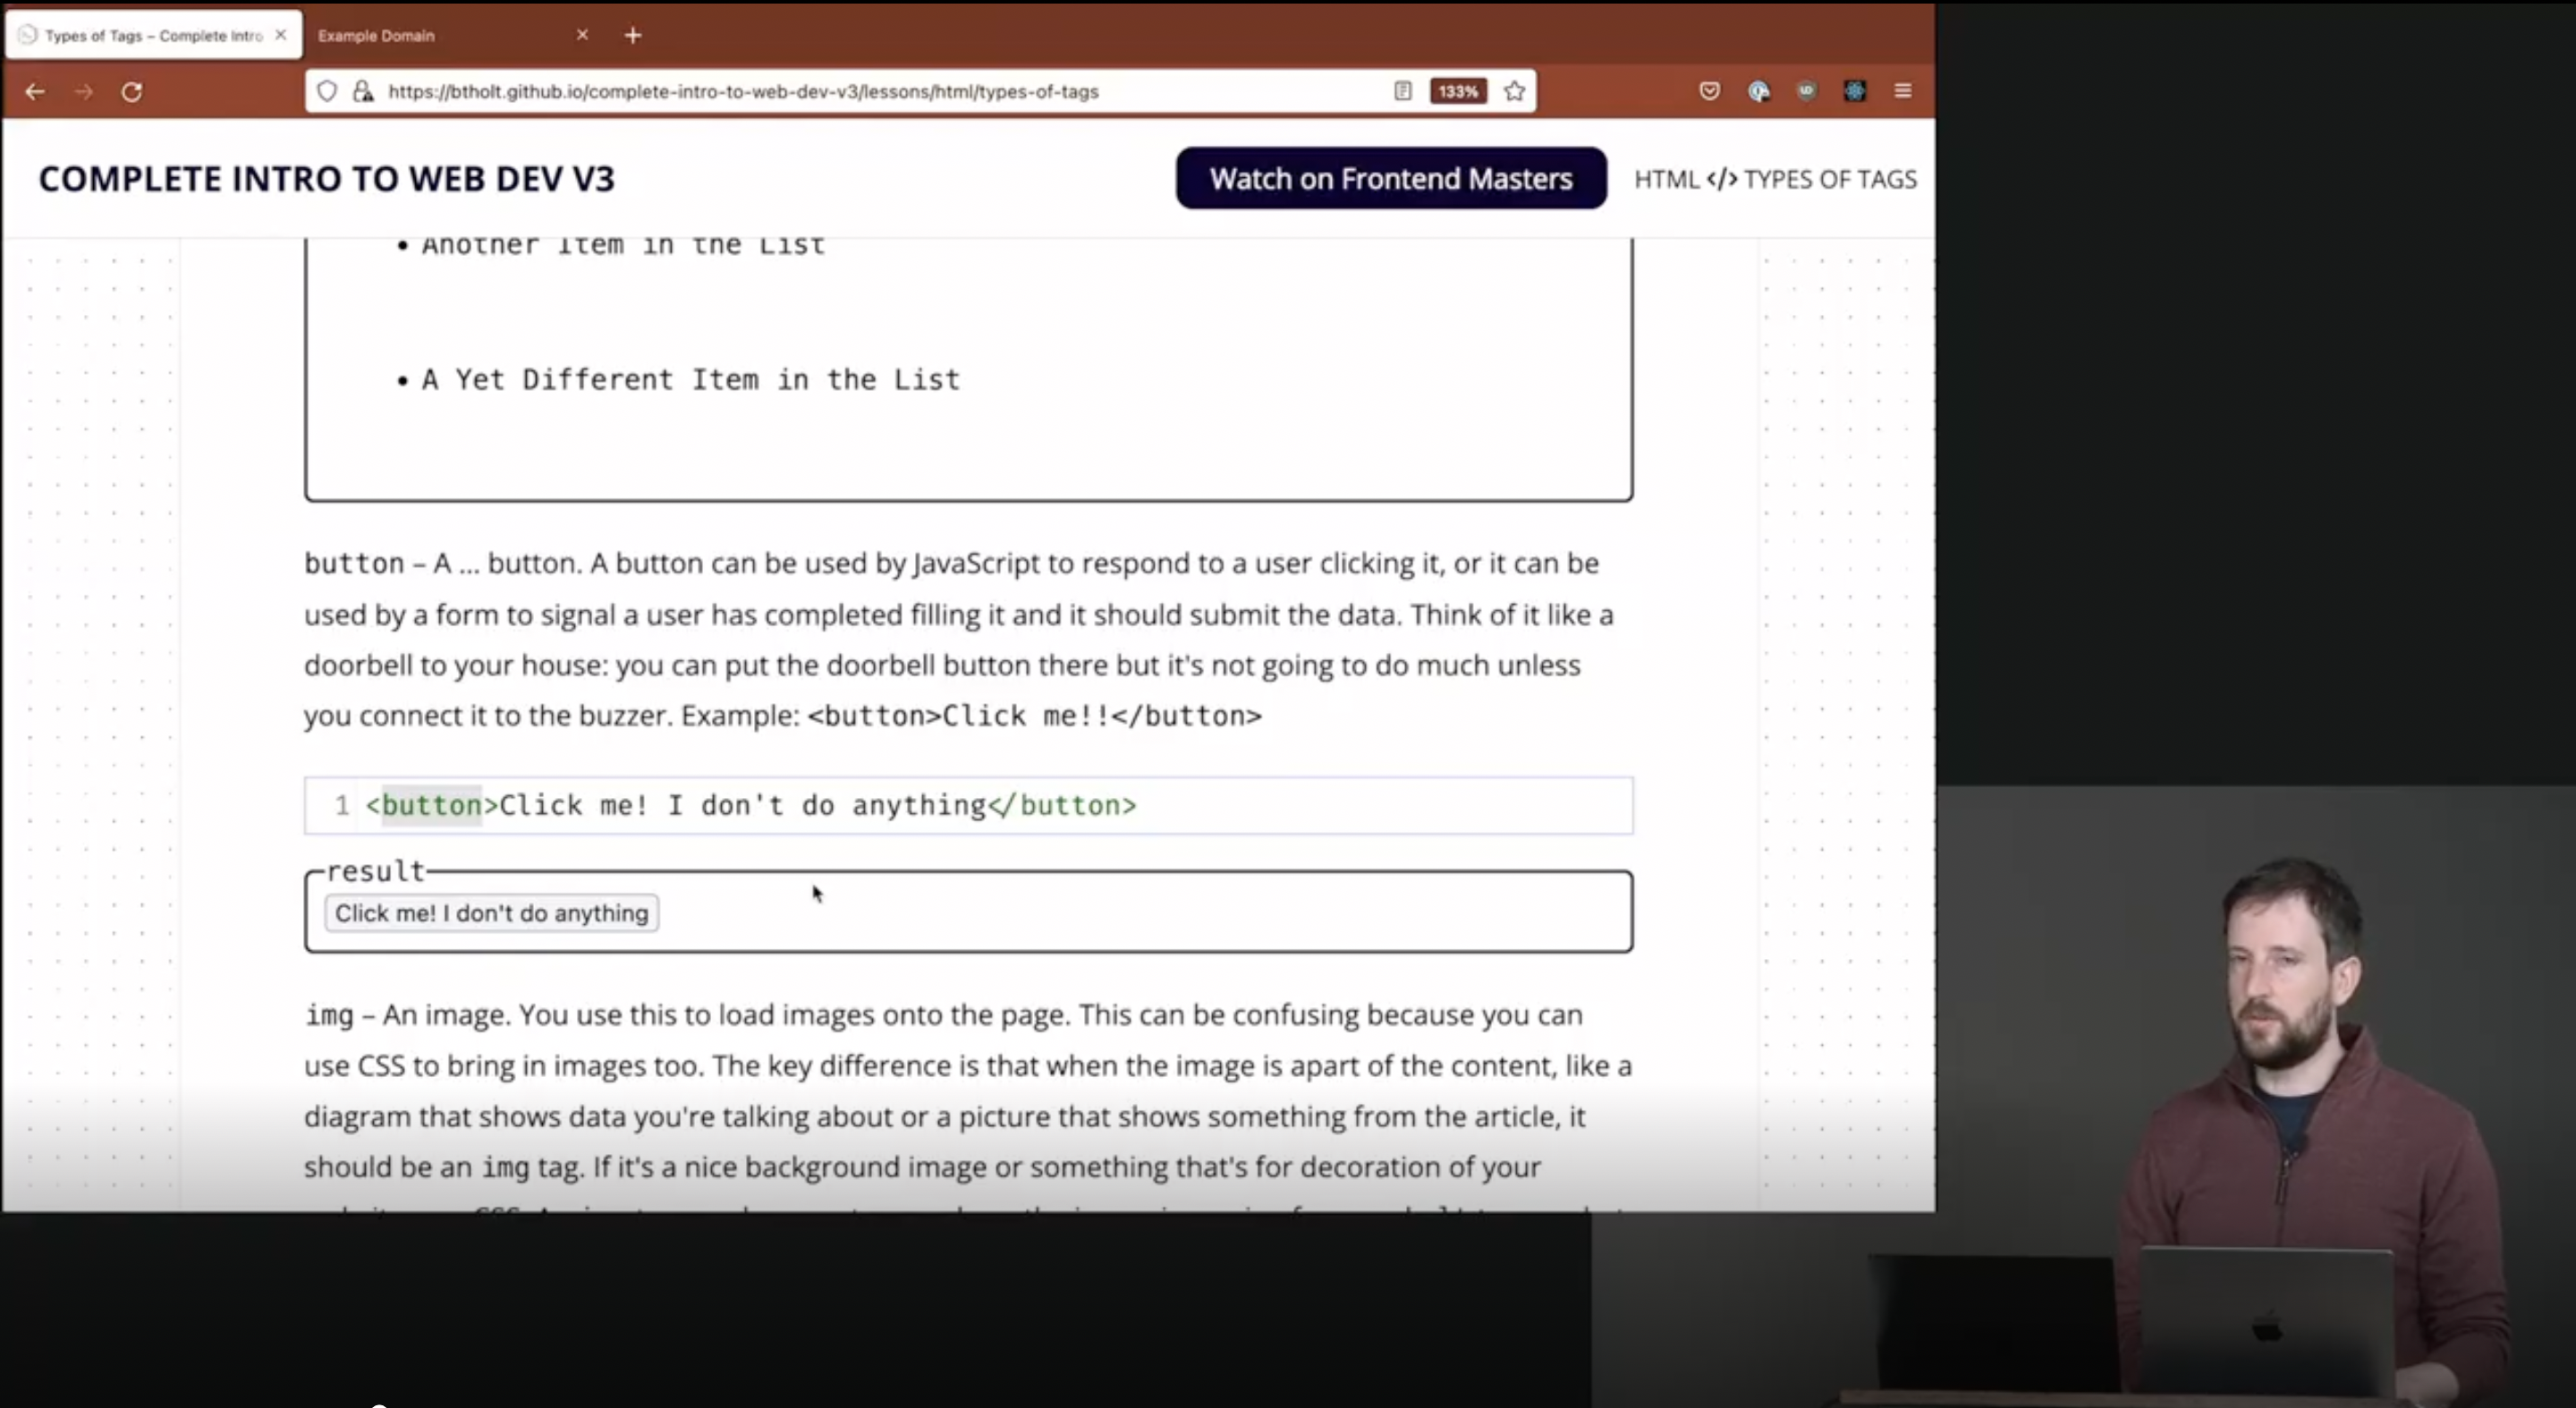 Types of Tags – Complete Intro
Example Domain
https://btholt.github.io/complete-intro-to-web-dev-v3/lessons/html/types-of-tags
133%
COMPLETE INTRO TO WEB DEV V3
Watch on Frontend Masters
HTML </> TYPES OF TAGS
• Another Item in the List
• A Yet Different Item in the List
button – A ... button. A button can be used by JavaScript to respond to a user clicking it, or it can be
used by a form to signal a user has completed filling it and it should submit the data. Think of it like a
doorbell to your house: you can put the doorbell button there but it's not going to do much unless
you connect it to the buzzer. Example: <button>Click me!!</button>
1 <button>Click me! I don't do anything</button>
result
Click me! I don't do anything
img – An image. You use this to load images onto the page. This can be confusing because you can
use CSS to bring in images too. The key difference is that when the image is apart of the content, like a
diagram that shows data you're talking about or a picture that shows something from the article, it
should be an img tag. If it's a nice background image or something that's for decoration of your